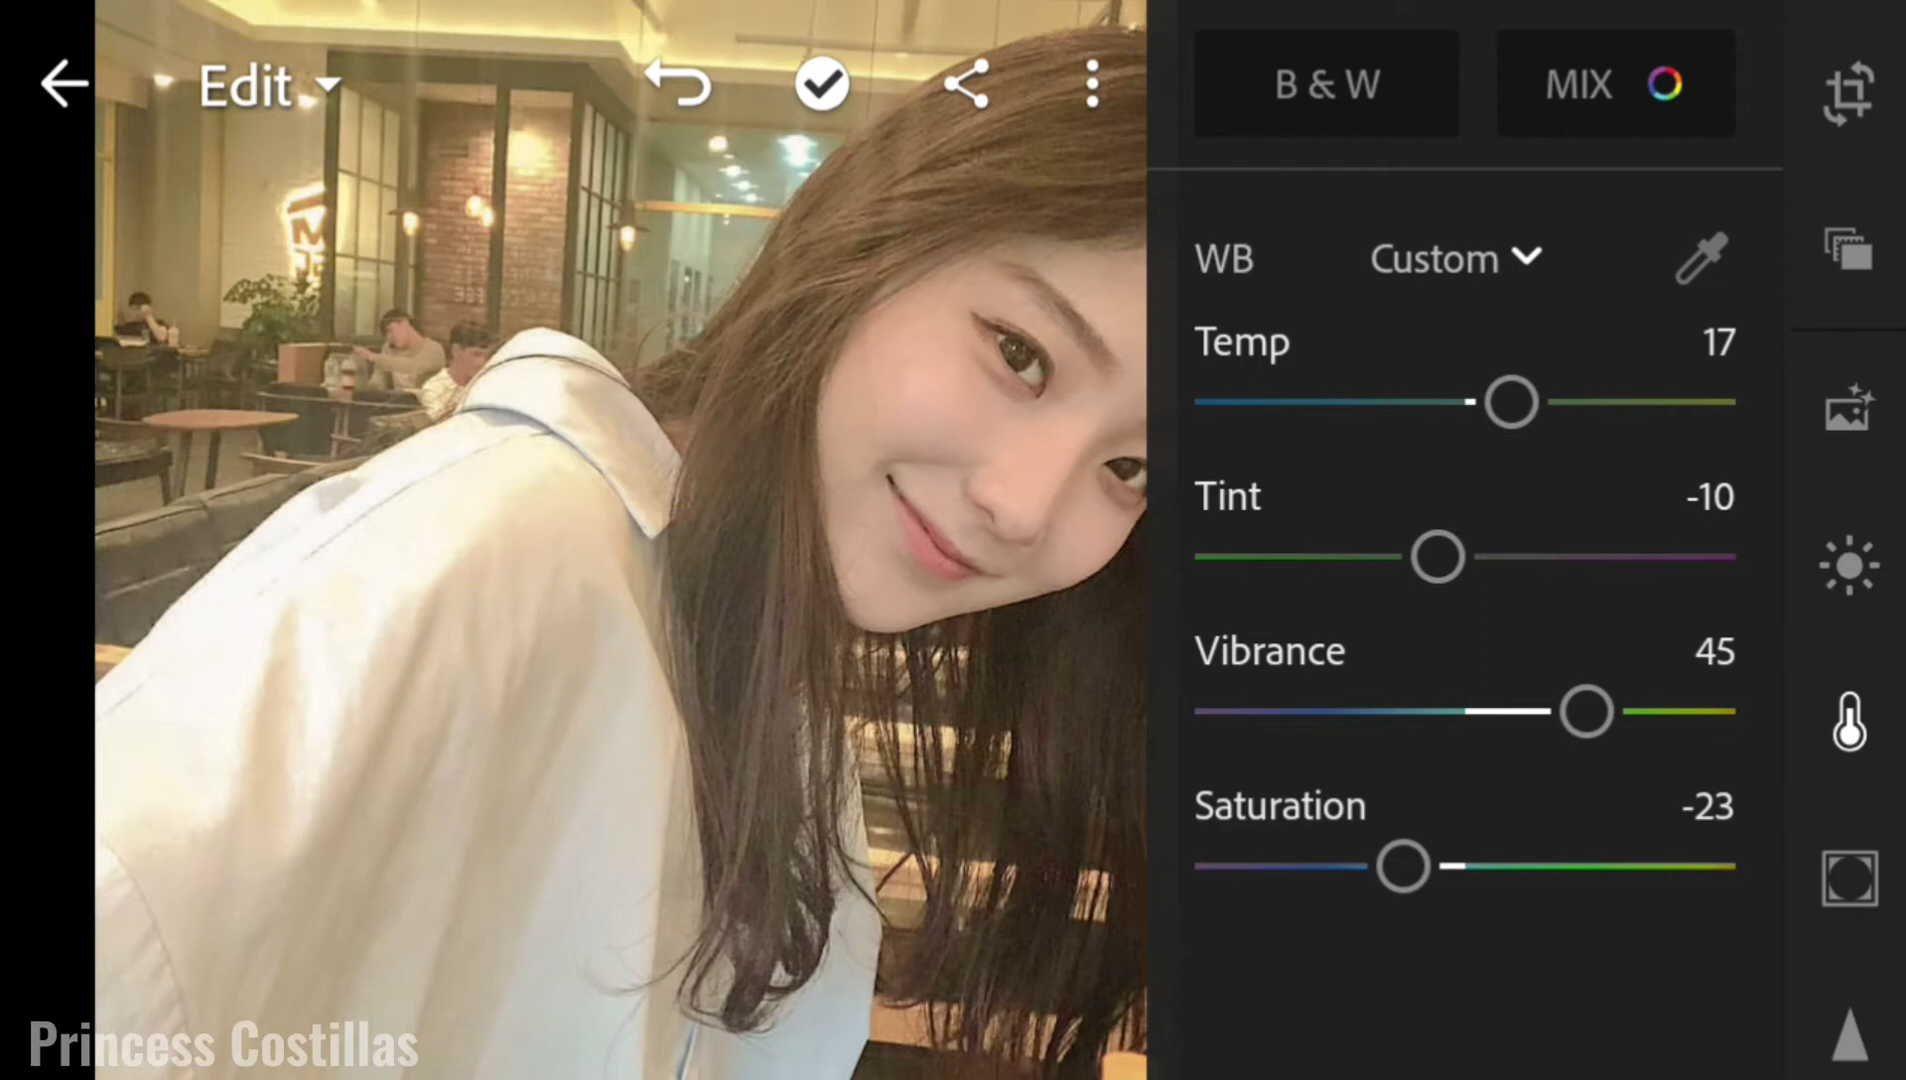 Edit
B & W
MIX
WB
Custom
Temp
17
Tint
-10
Vibrance
45
Saturation
-23
Princess Costillas